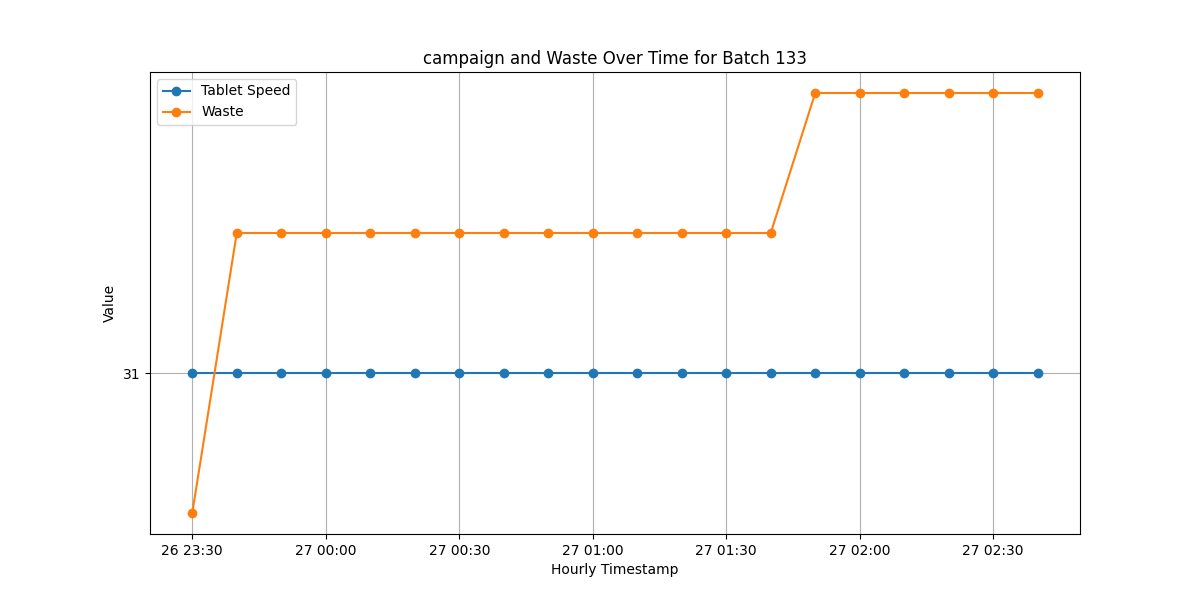 campaign and Waste Over Time for Batch 133
Tablet Speed
Waste
Value
31
26 23:30 27 00:00 27 00:30 27 01:00 27 01:30 27 02:00 27 02:30
Hourly Timestamp